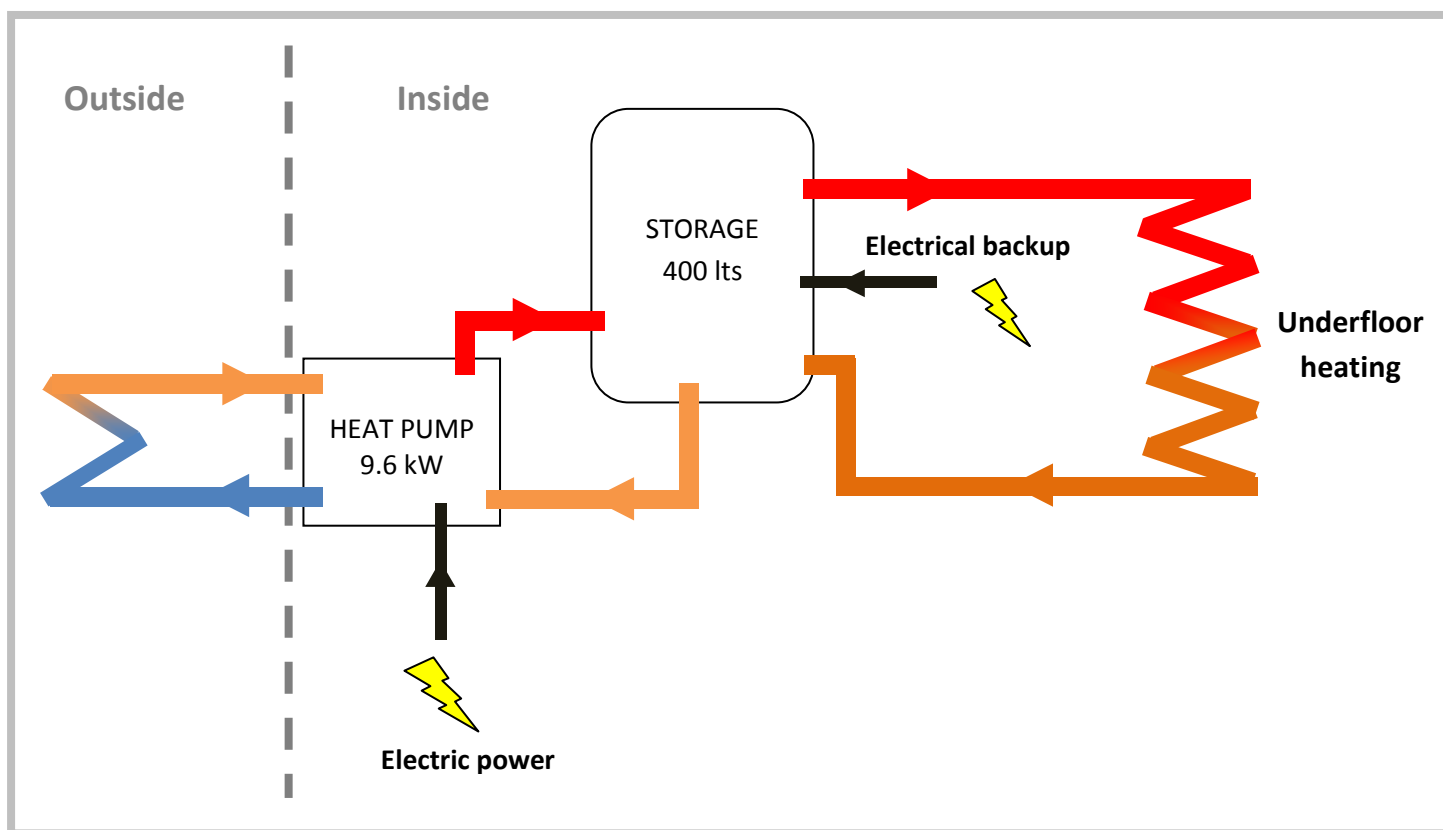 Outside
Inside
STORAGE
400 lts
Electrical backup
Underfloor
heating
HEAT PUMP
9.6 kW
Electric power